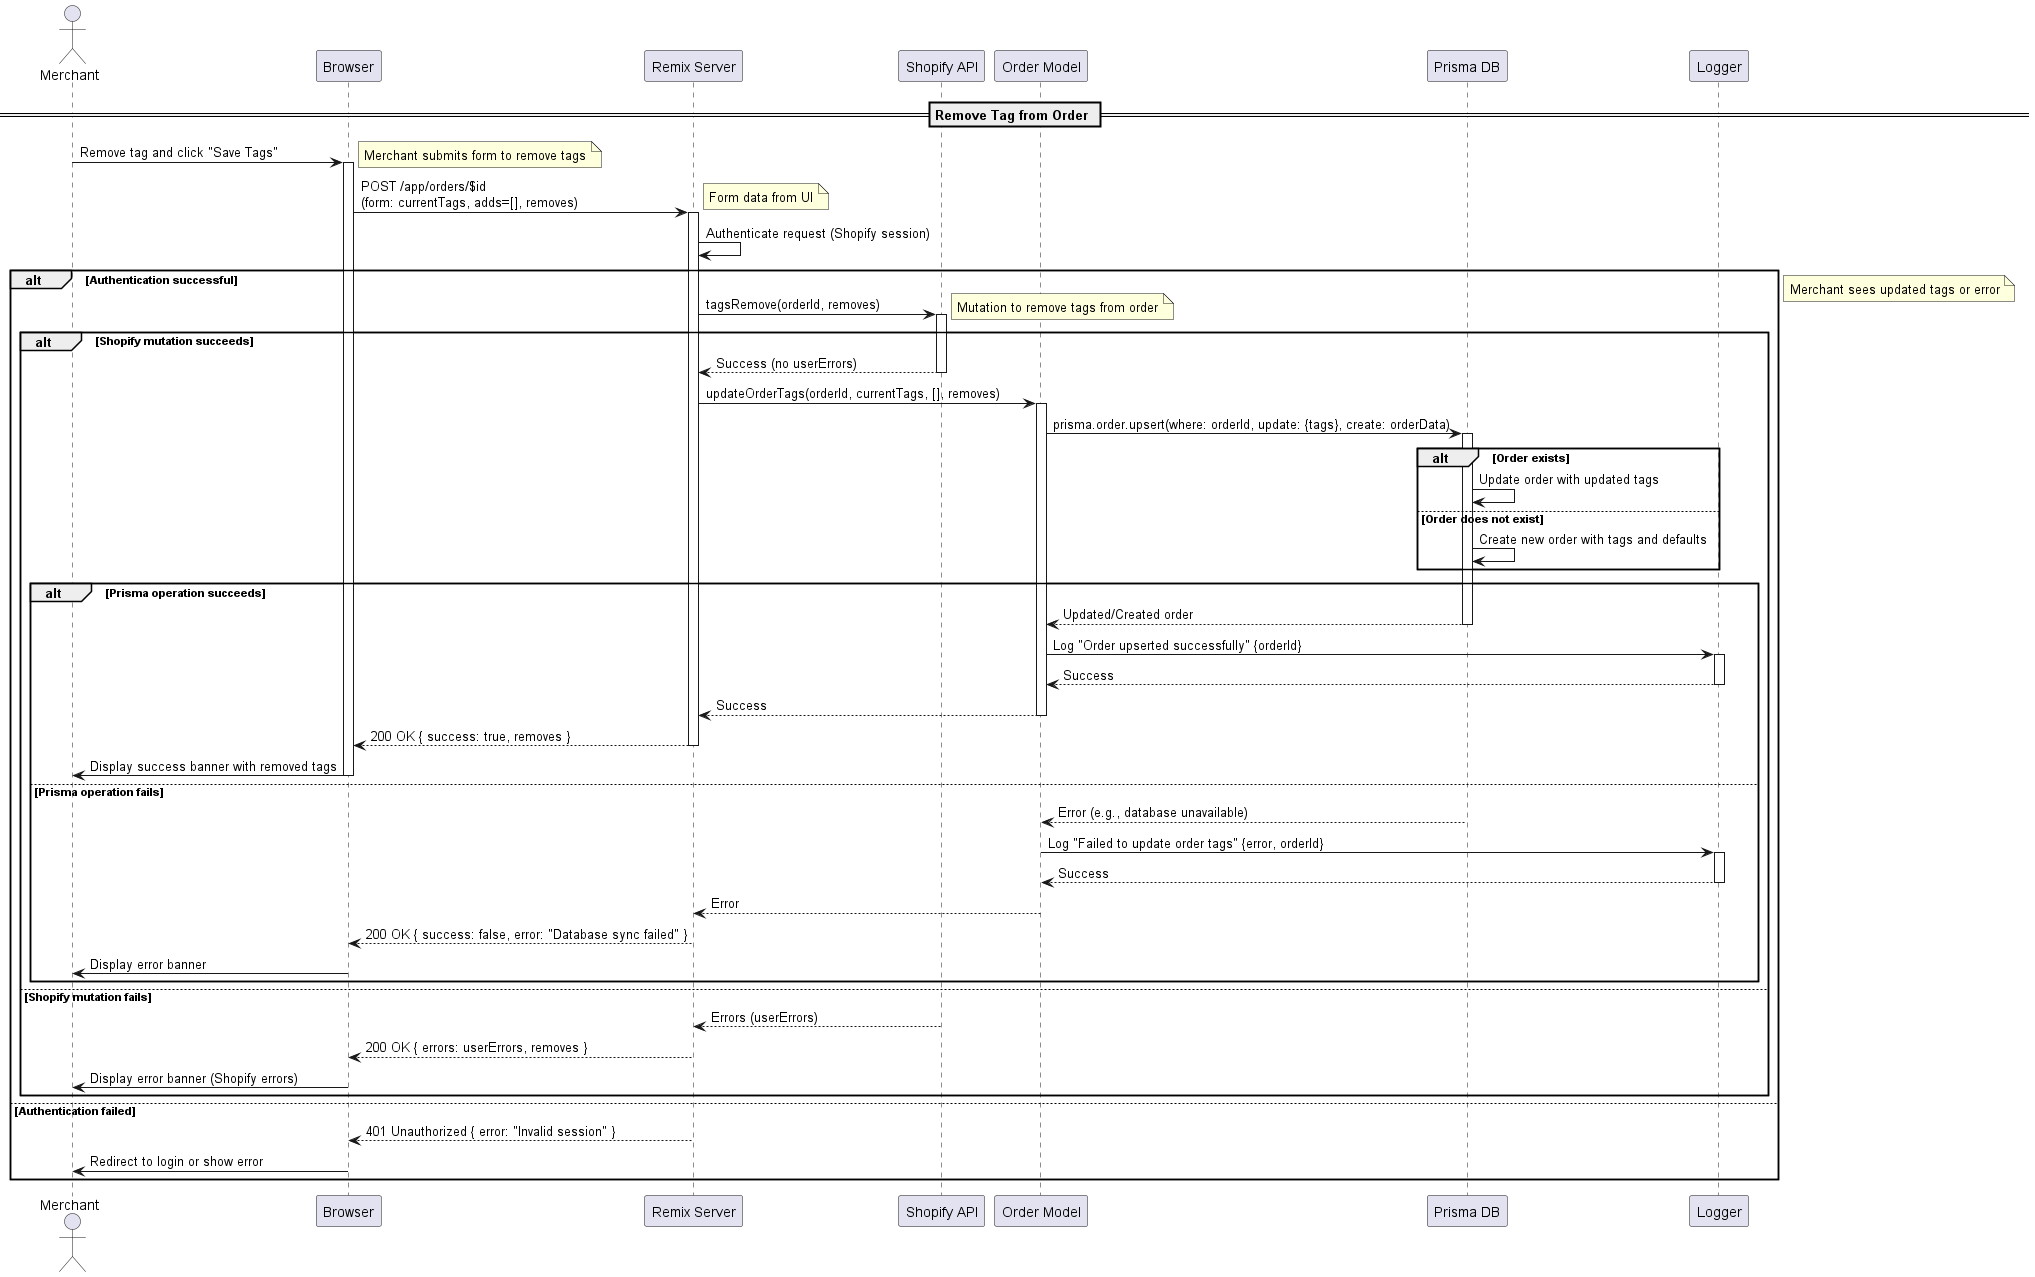 Merchant
Browser
Remix Server
Shopify API
Order Model
Prisma DB
Logger
Remove Tag from Order
Remove tag and click "Save Tags"
Merchant submits form to remove tags
POST /app/orders/$id
(form: currentTags, adds=[], removes)
Form data from UI
Authenticate request (Shopify session)
alt [Authentication successful]
Merchant sees updated tags or error
tagsRemove(orderId, removes)
Mutation to remove tags from order
alt [Shopify mutation succeeds]
Success (no userErrors)
updateOrderTags(orderId, currentTags, [], removes)
prisma.order.upsert(where: orderId, update: {tags}, create: orderData)
alt [Order exists]
Update order with updated tags
[Order does not exist]
Create new order with tags and defaults
alt [Prisma operation succeeds]
Updated/Created order
Log "Order upserted successfully" {orderId}
Success
Success
200 OK { success: true, removes }
Display success banner with removed tags
[Prisma operation fails]
Error (e.g., database unavailable)
Log "Failed to update order tags" {error, orderId}
Success
Error
200 OK { success: false, error: "Database sync failed" }
Display error banner
[Shopify mutation fails]
Errors (userErrors)
200 OK { errors: userErrors, removes }
Display error banner (Shopify errors)
[Authentication failed]
401 Unauthorized { error: "Invalid session" }
Redirect to login or show error
Merchant
Browser
Remix Server
Shopify API
Order Model
Prisma DB
Logger